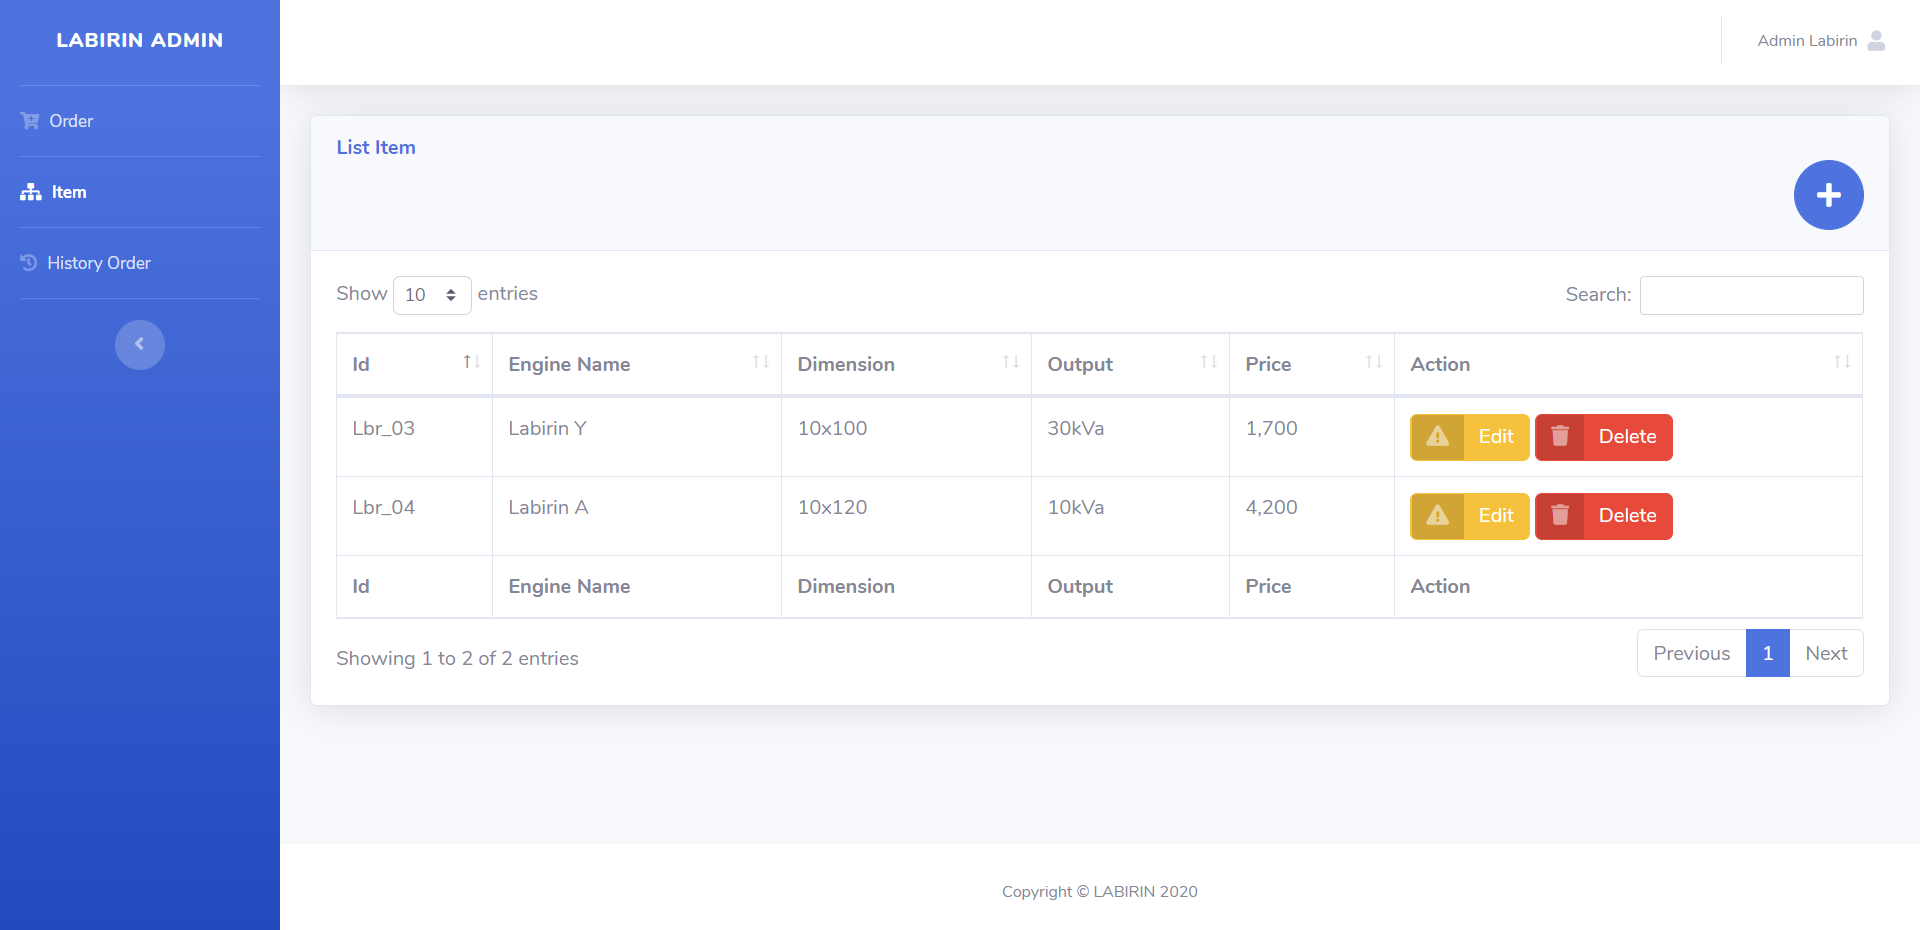 LABIRIN ADMIN
Admin Labirin
Order
Item
History Order
List Item
Show 10 entries
Search:
Id Engine Name Dimension Output Price Action
Lbr_03 Labirin Y 10x100 30kVa 1,700 Edit Delete
Lbr_04 Labirin A 10x120 10kVa 4,200 Edit Delete
Id Engine Name Dimension Output Price Action
Showing 1 to 2 of 2 entries
Previous 1 Next
Copyright © LABIRIN 2020